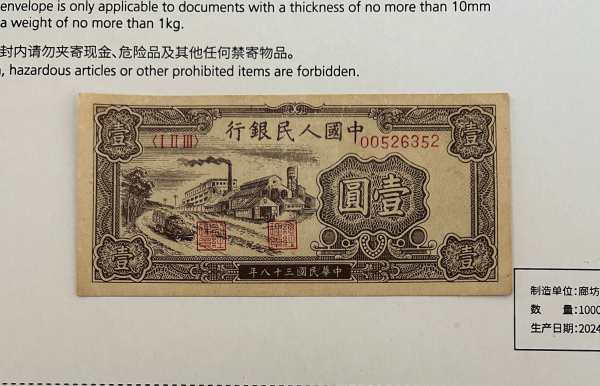 envelope is only applicable to documents with a thickness of no more than 10mm
a weight of no more than 1kg.
封内请勿夹寄现金、危险品及其他任何禁寄物品。
, hazardous articles or other prohibited items are forbidden.
壹
壹
行銀民人國中
〈I II III〉
00526352
圓壹
壹
壹
年八十三國民華中
制造单位:廊坊
数 量:1000
生产日期:2024